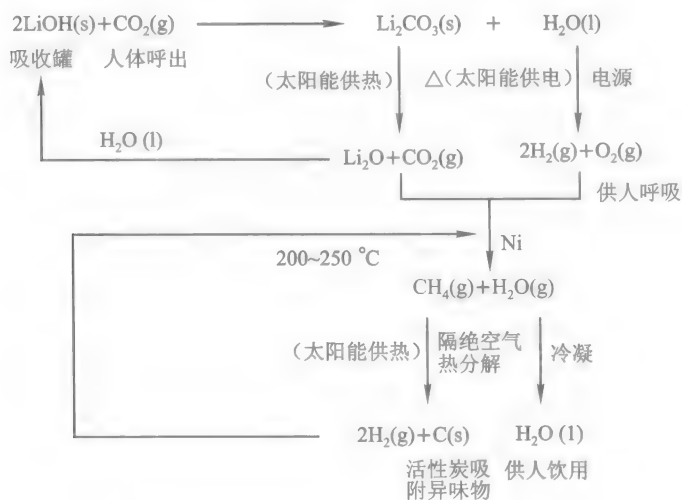 2LiOH(s)+CO₂(g) Li₂CO₃(s) + H₂O(l)
吸收罐 人体呼出
(太阳能供热) △(太阳能供电) 电源
H₂O (l)
Li₂O+CO₂(g) 2H₂(g)+O₂(g)
供人呼吸
200~250 °C Ni
CH₄(g)+H₂O(g)
(太阳能供热) 隔绝空气 冷凝
热分解
2H₂(g)+C(s) H₂O (l)
活性炭吸 供人饮用
附异味物